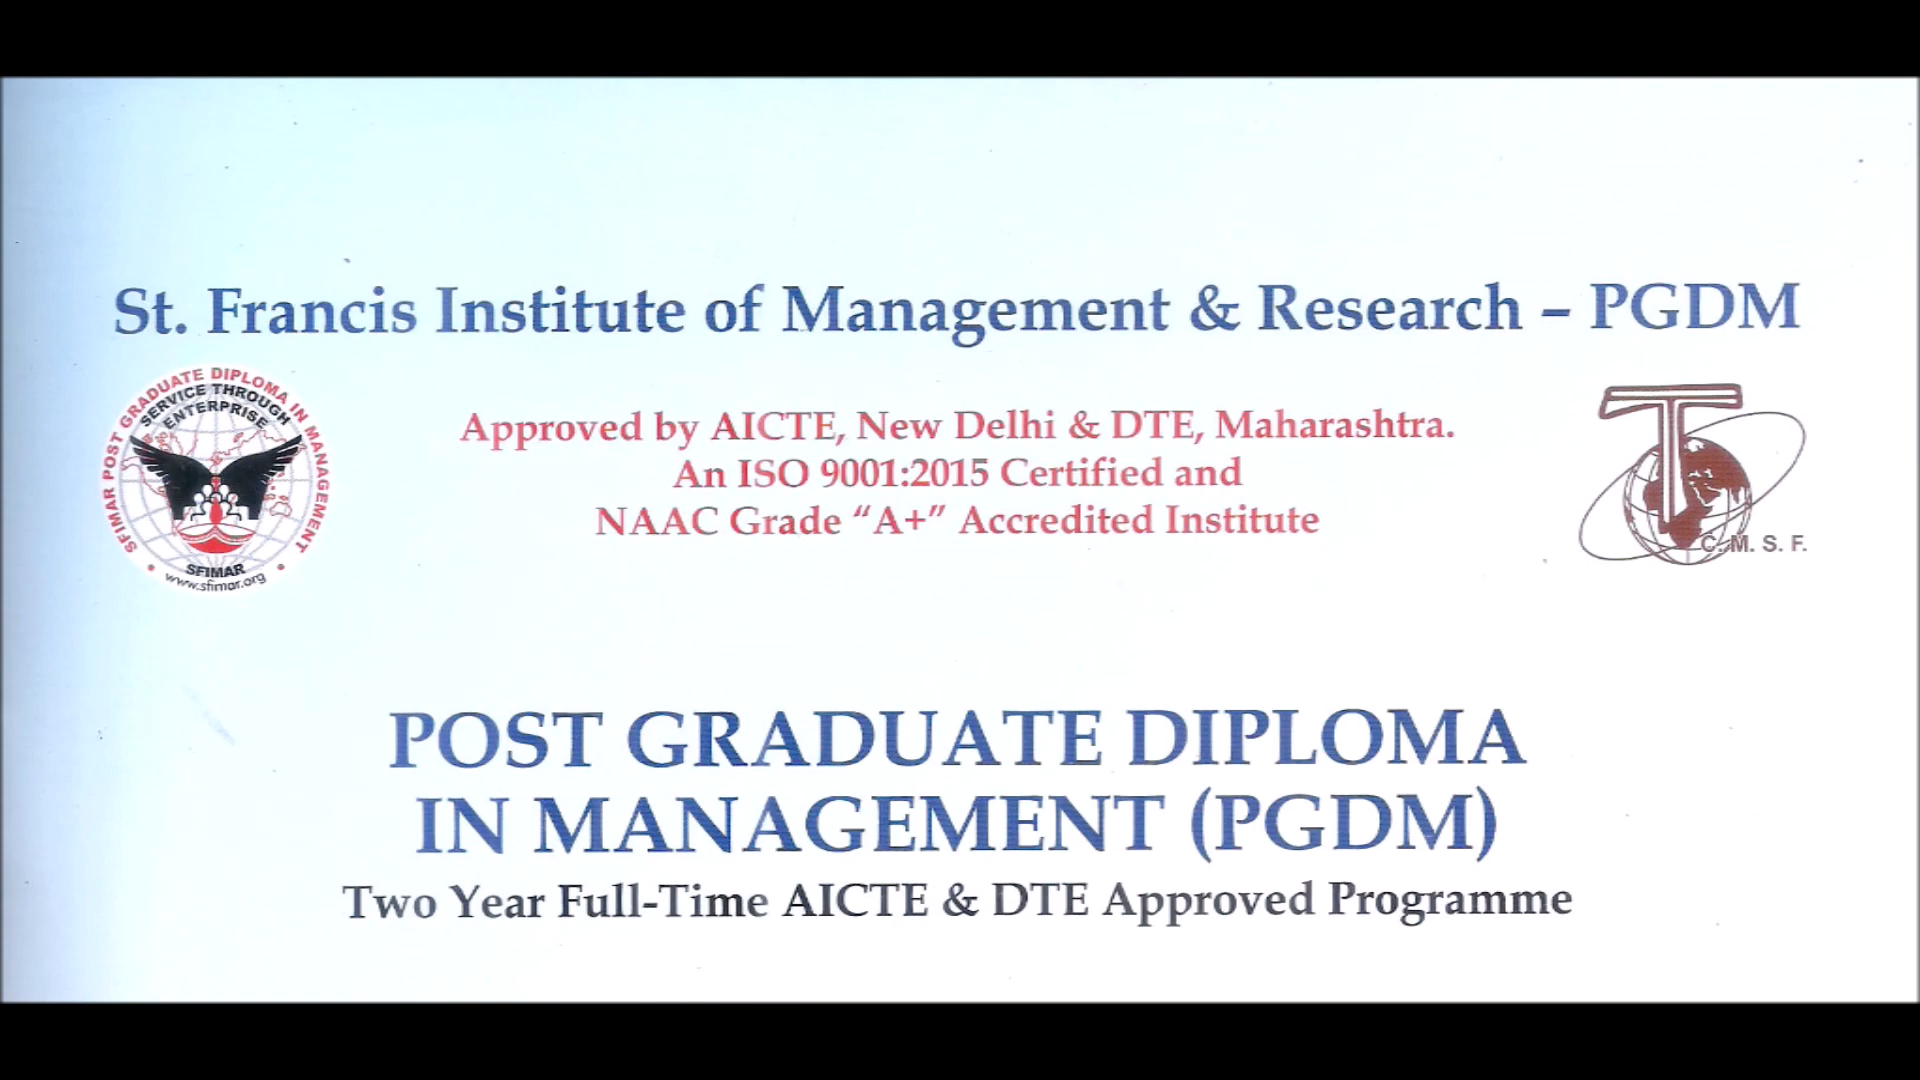 St. Francis Institute of Management & Research – PGDM
SFIMAR POST GRADUATE DIPLOMA IN MANAGEMENT
SERVICE THROUGH
ENTERPRISE
SFIMAR
www.sfimar.org
Approved by AICTE, New Delhi & DTE, Maharashtra.
An ISO 9001:2015 Certified and
NAAC Grade “A+” Accredited Institute
C. M. S. F.
POST GRADUATE DIPLOMA
IN MANAGEMENT (PGDM)
Two Year Full-Time AICTE & DTE Approved Programme